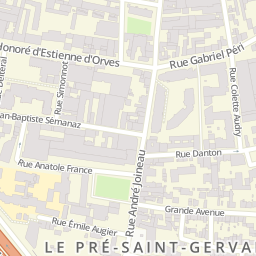 Honoré d'Estienne d'Orves
Rue Gabriel Péri
Rue Simonnot
Rue Colette Audry
Jean-Baptiste Sémanaz
Rue Anatole France
Rue Danton
Rue André Joineau
Grande Avenue
Rue Émile Augier
LE PRÉ-SAINT-GERVA